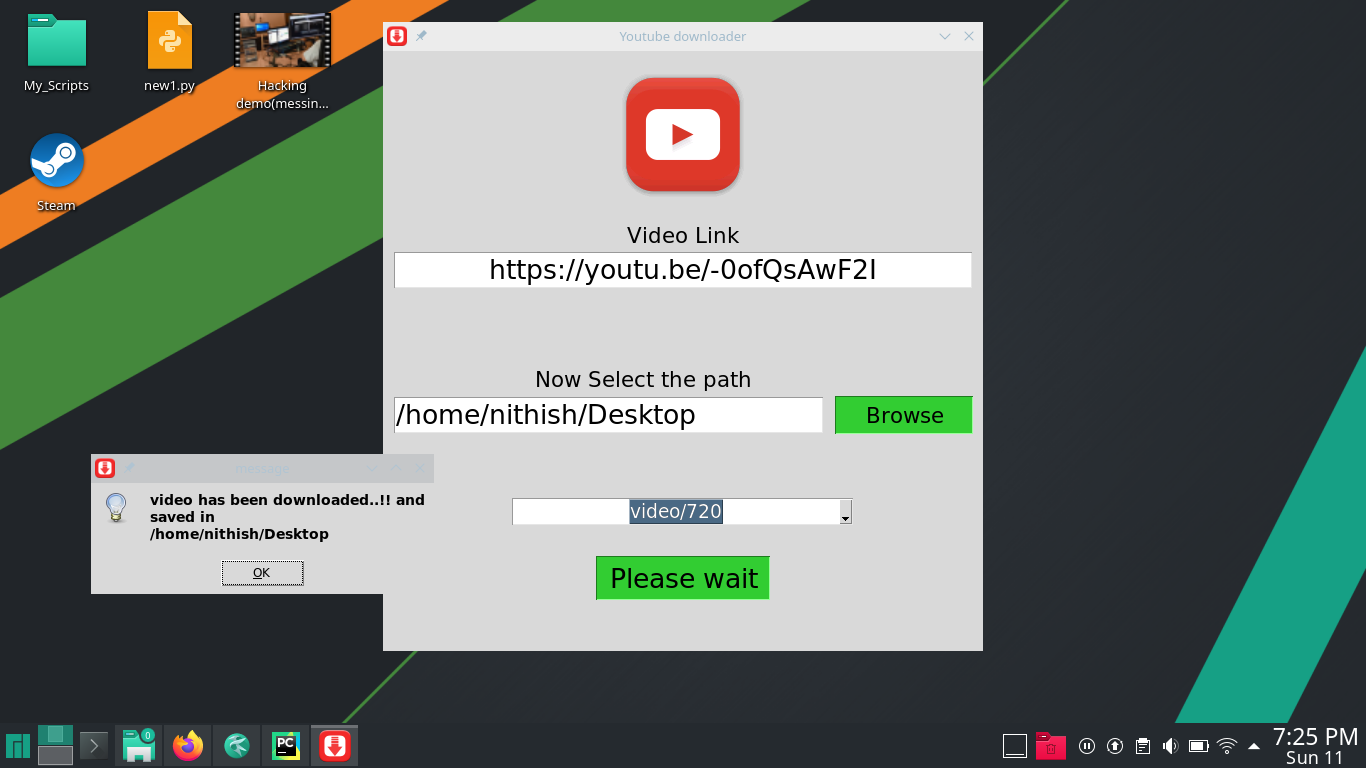 My_Scripts
new1.py
Hacking
demo(messin...
Steam
Youtube downloader
Video Link
https://youtu.be/-0ofQsAwF2I
Now Select the path
/home/nithish/Desktop
Browse
message
video has been downloaded..!! and
saved in
/home/nithish/Desktop
OK
video/720
Please wait
0
PC
7:25 PM
Sun 11